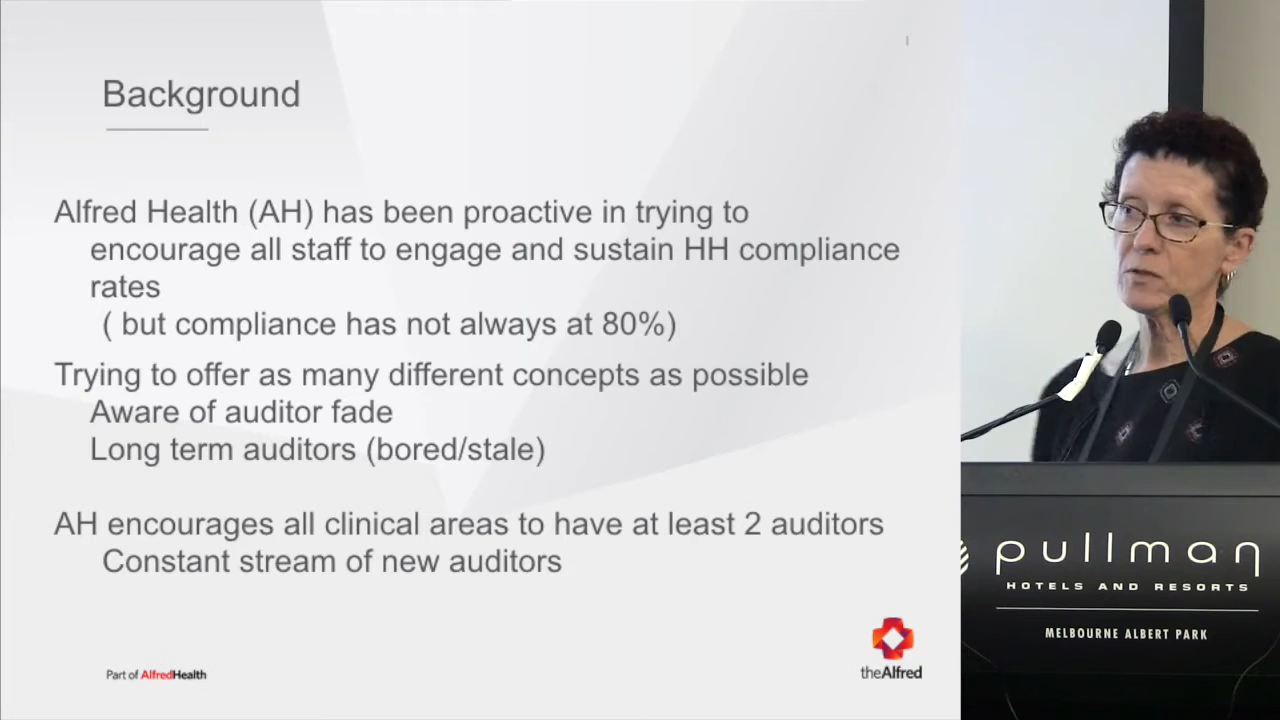 Background
Alfred Health (AH) has been proactive in trying to
encourage all staff to engage and sustain HH compliance
rates
( but compliance has not always at 80%)
Trying to offer as many different concepts as possible
Aware of auditor fade
Long term auditors (bored/stale)
AH encourages all clinical areas to have at least 2 auditors
Constant stream of new auditors
Part of AlfredHealth
theAlfred
pullman
HOTELS AND RESORTS
MELBOURNE ALBERT PARK